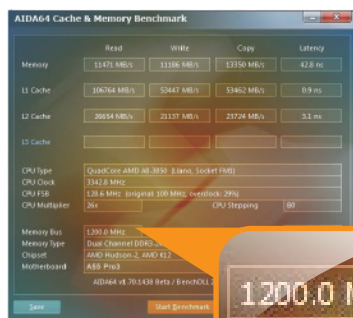 AIDA64 Cache & Memory Benchmark
Read Write Copy Latency
Memory 11471 MB/s 11186 MB/s 13350 MB/s 42.8 ns
L1 Cache 106764 MB/s 53447 MB/s 53462 MB/s 0.9 ns
L2 Cache 26654 MB/s 21137 MB/s 23724 MB/s 3.1 ns
L3 Cache
CPU Type QuadCore AMD A8-3850 (Llano, Socket FM1)
CPU Clock 3342.8 MHz
CPU FSB 128.6 MHz (original: 100 MHz, overclock: 29%)
CPU Multiplier 26x CPU Stepping B0
Memory Bus 1200.0 MHz
Memory Type Dual Channel
Chipset AMD Hudson-2, AMD K12
Motherboard A55 Pro3
AIDA64 v1.70.1438 Beta / BenchDLL
Save Start Benchmark
1200.0